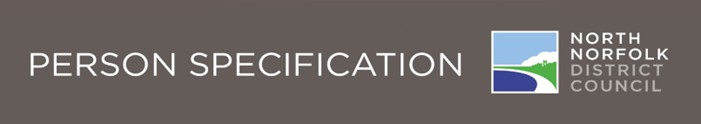 PERSON SPECIFICATION
NORTH
NORFOLK
DISTRICT
COUNCIL